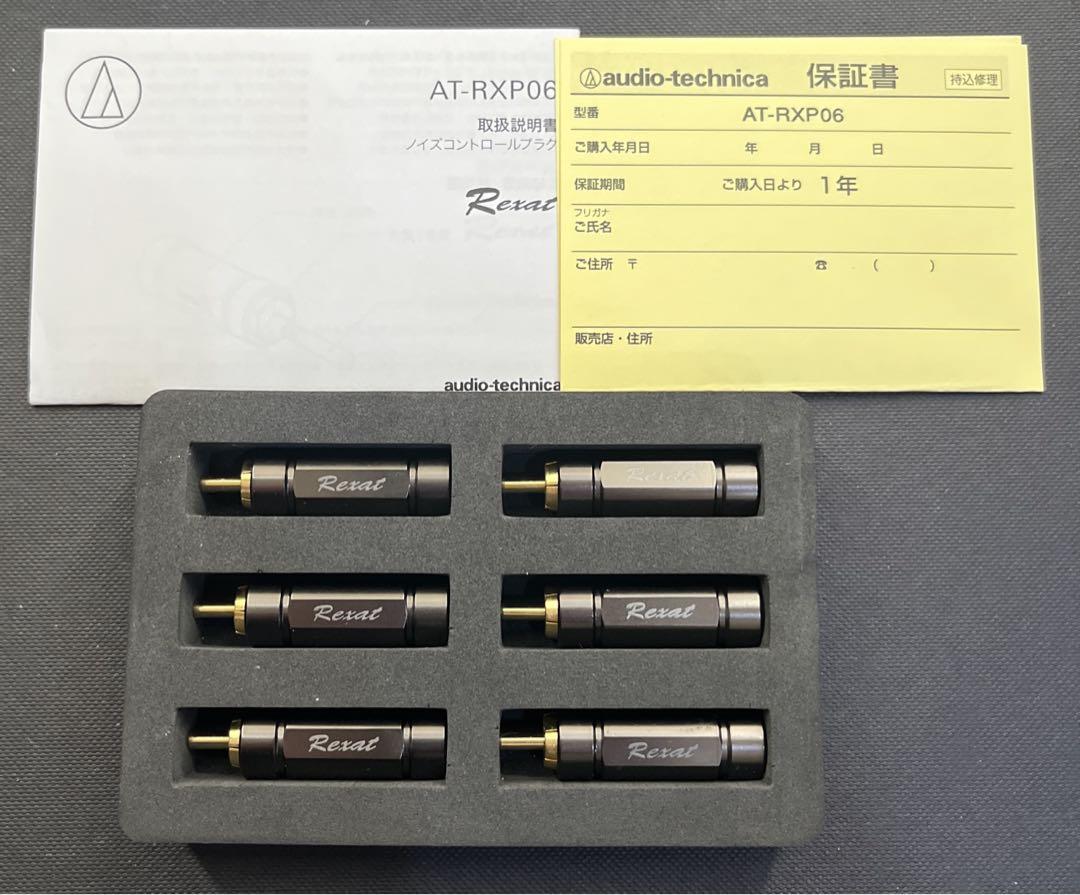 AT-RXP06
取扱説明書
ノイズコントロールプラグ
Rexat
audio-technica
audio-technica 保証書 持込修理
型番 AT-RXP06
ご購入年月日 年 月 日
保証期間 ご購入日より 1年
フリガナ
ご氏名
ご住所 〒 ☎ ( )
販売店・住所
Rexat
Rexat
Rexat
Rexat
Rexat
Rexat